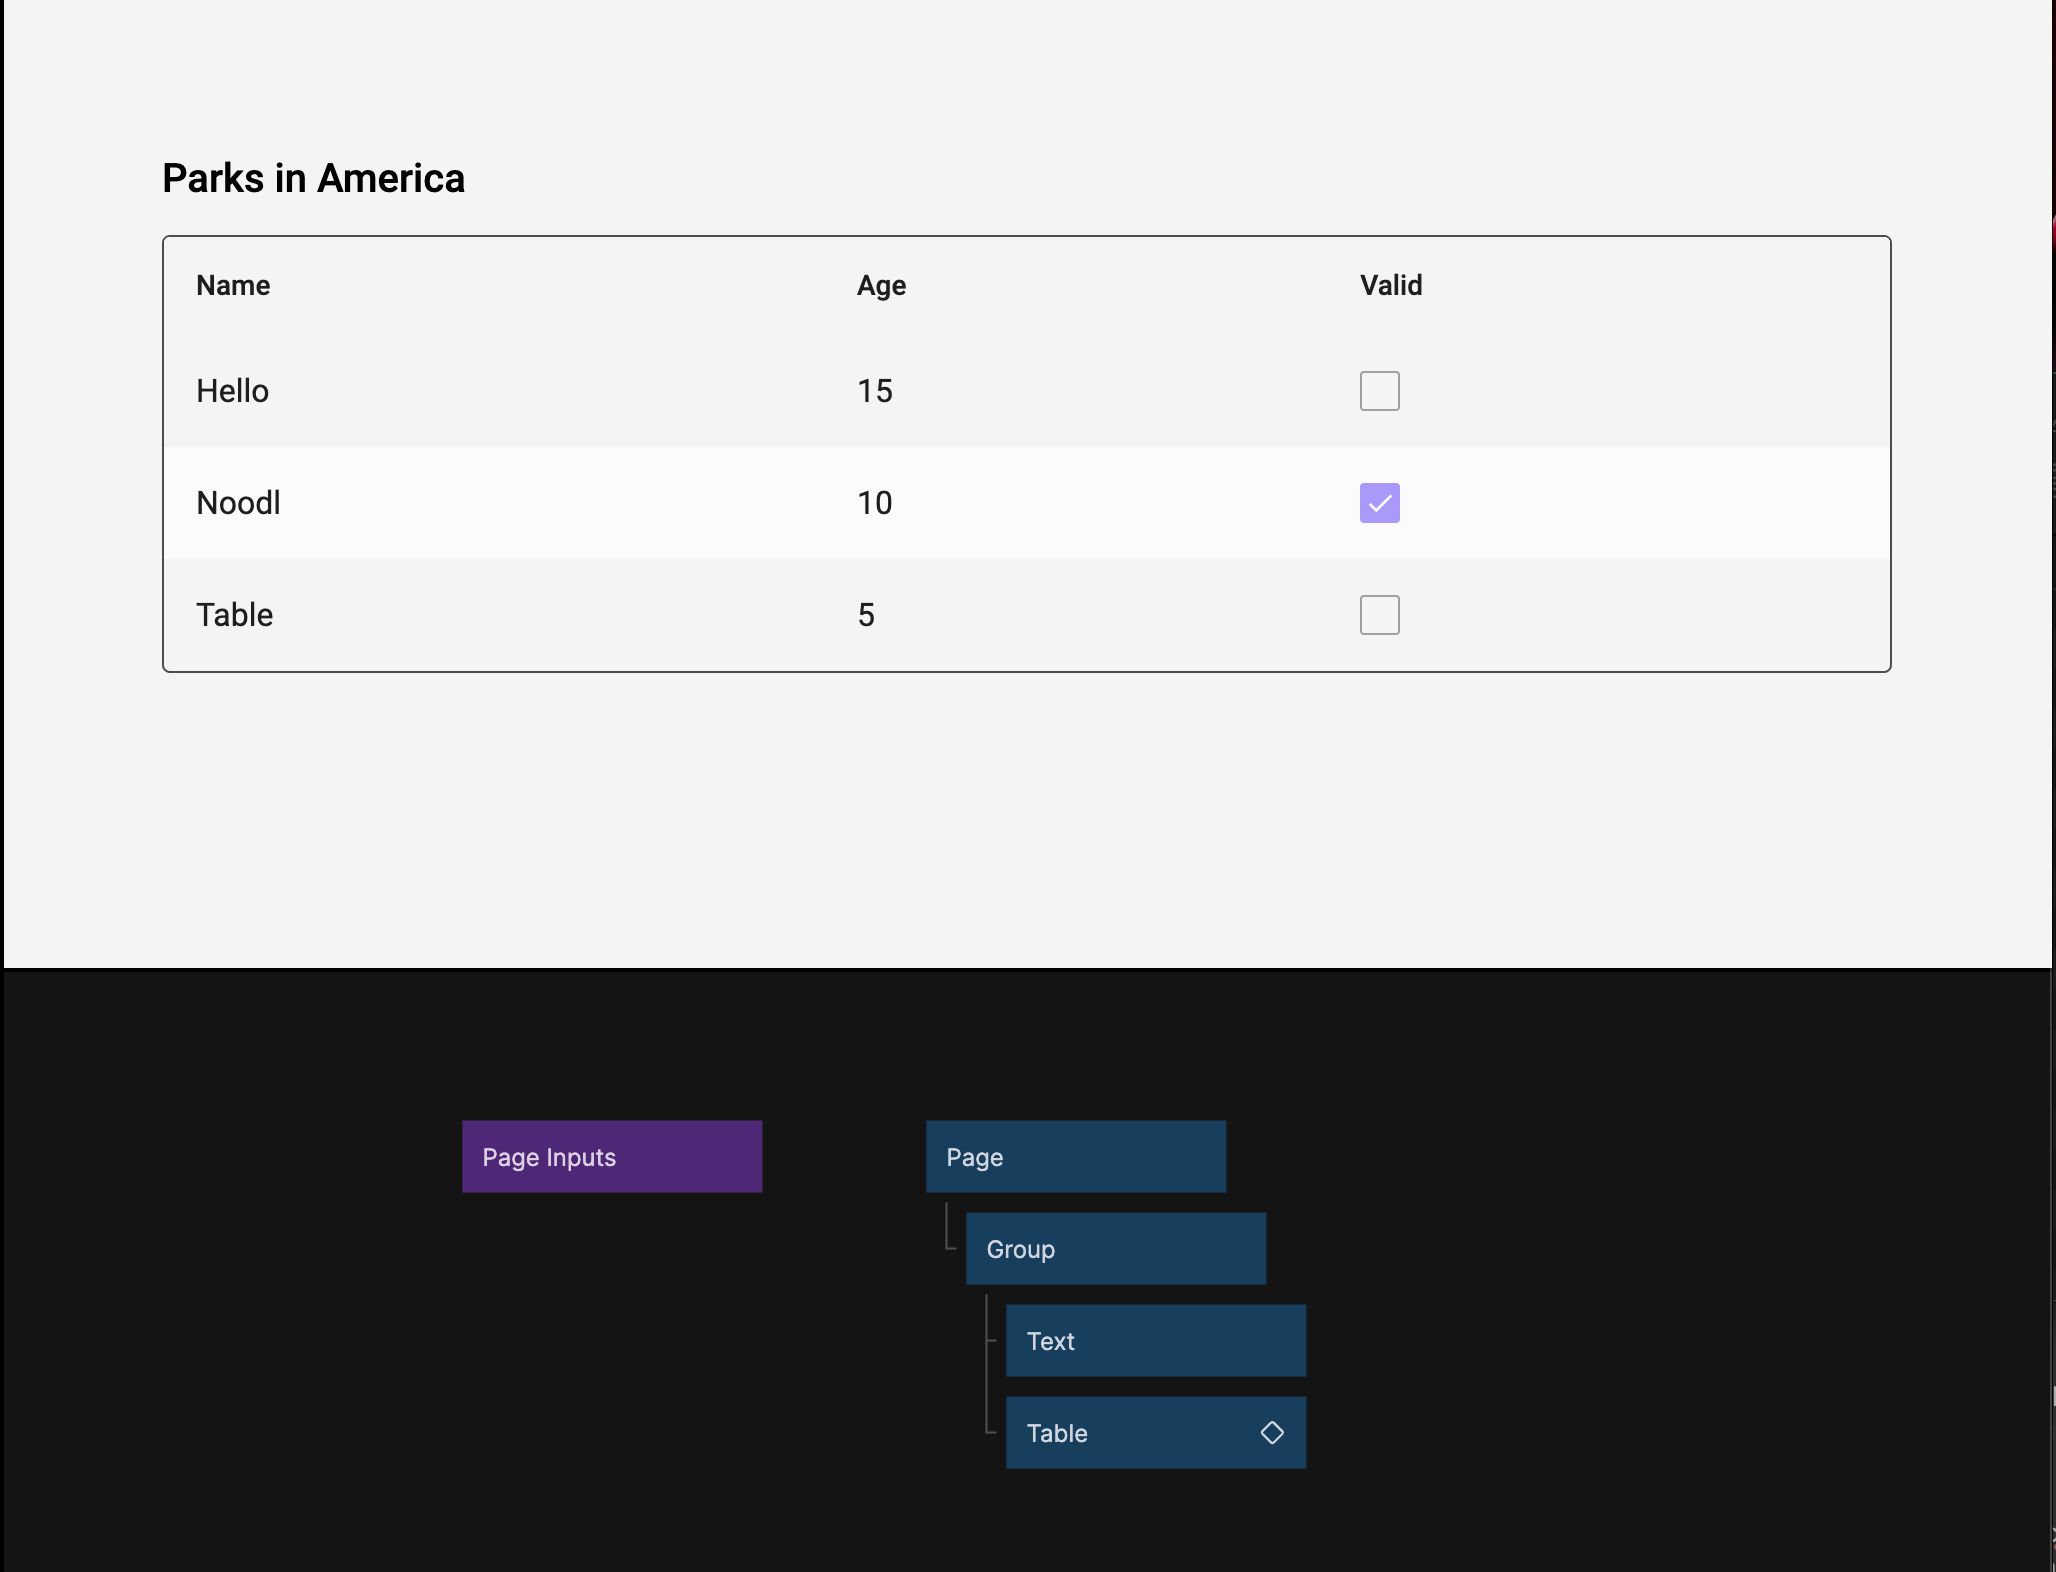 Parks in America
Name Age Valid
Hello 15
Noodl 10
Table 5
Page Inputs
Page
Group
Text
Table